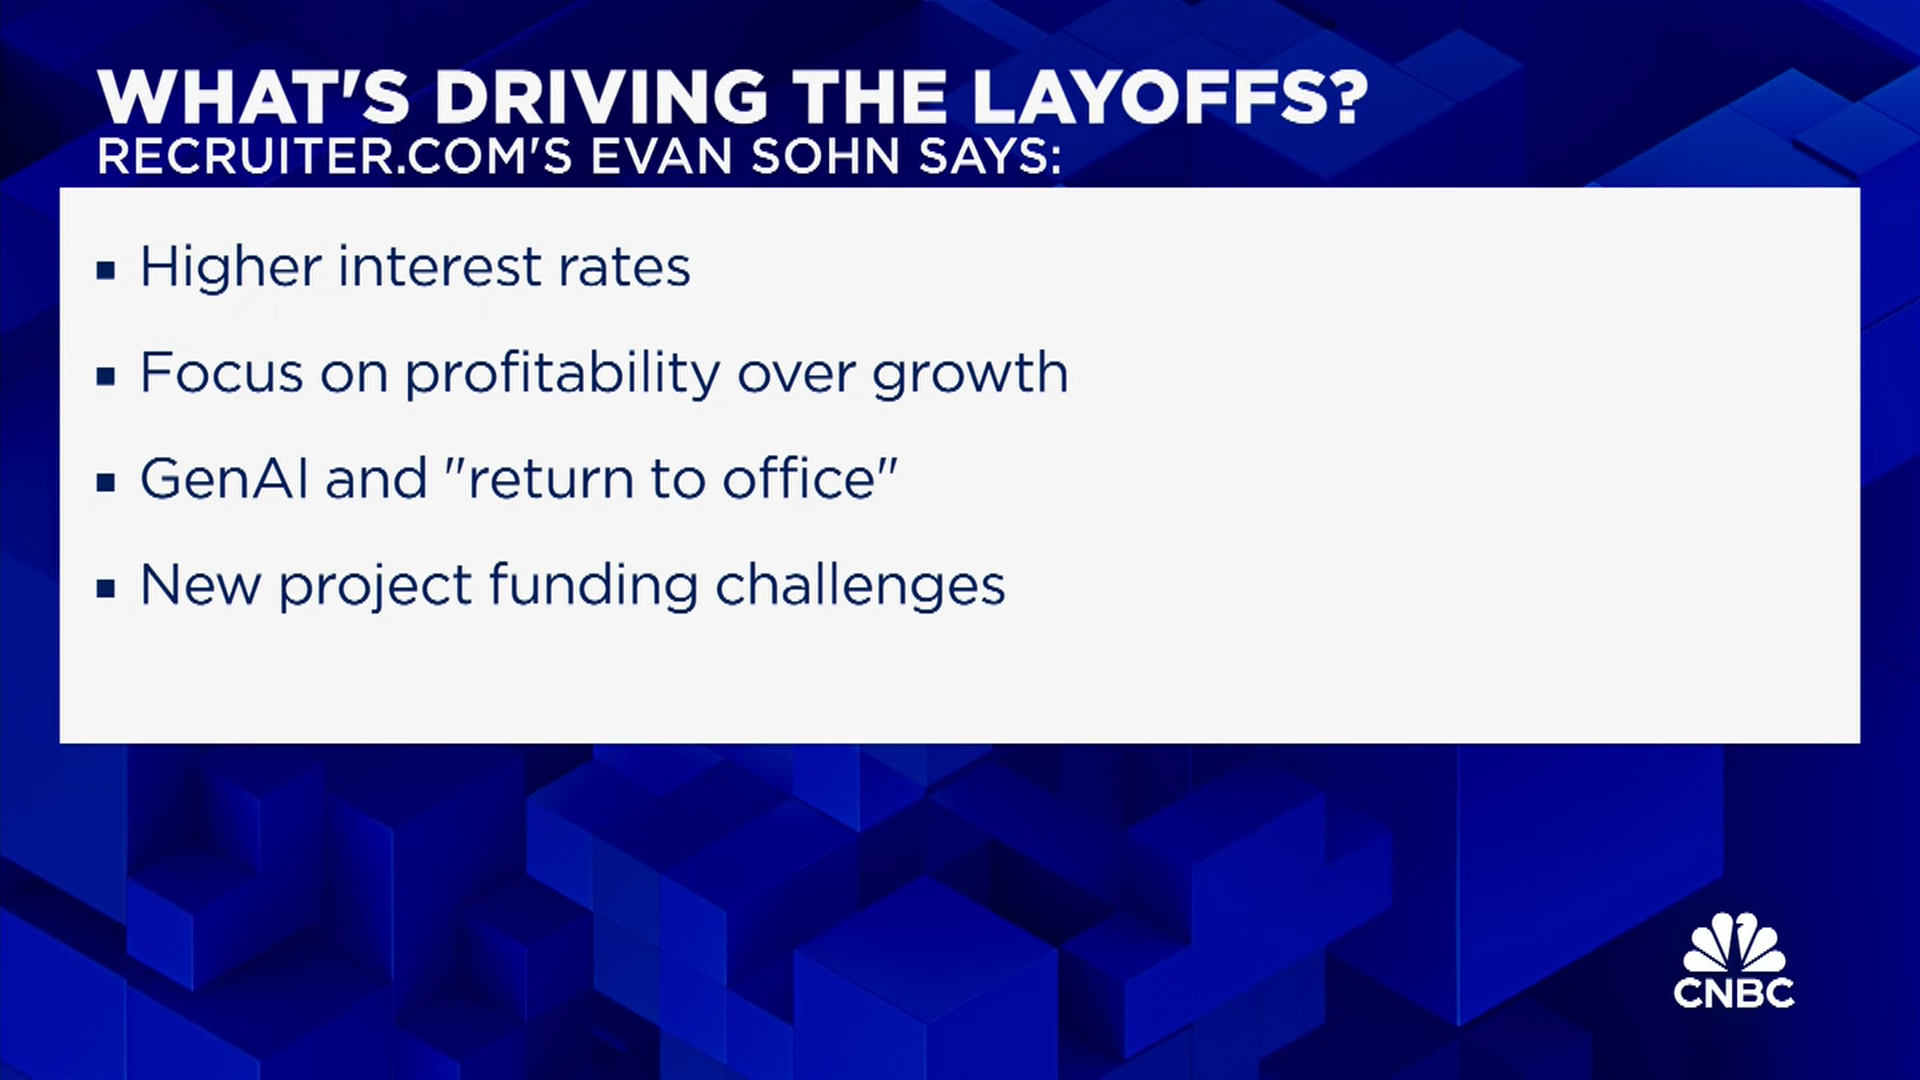 WHAT'S DRIVING THE LAYOFFS?
RECRUITER.COM'S EVAN SOHN SAYS:
▪ Higher interest rates
▪ Focus on profitability over growth
▪ GenAI and "return to office"
▪ New project funding challenges
CNBC